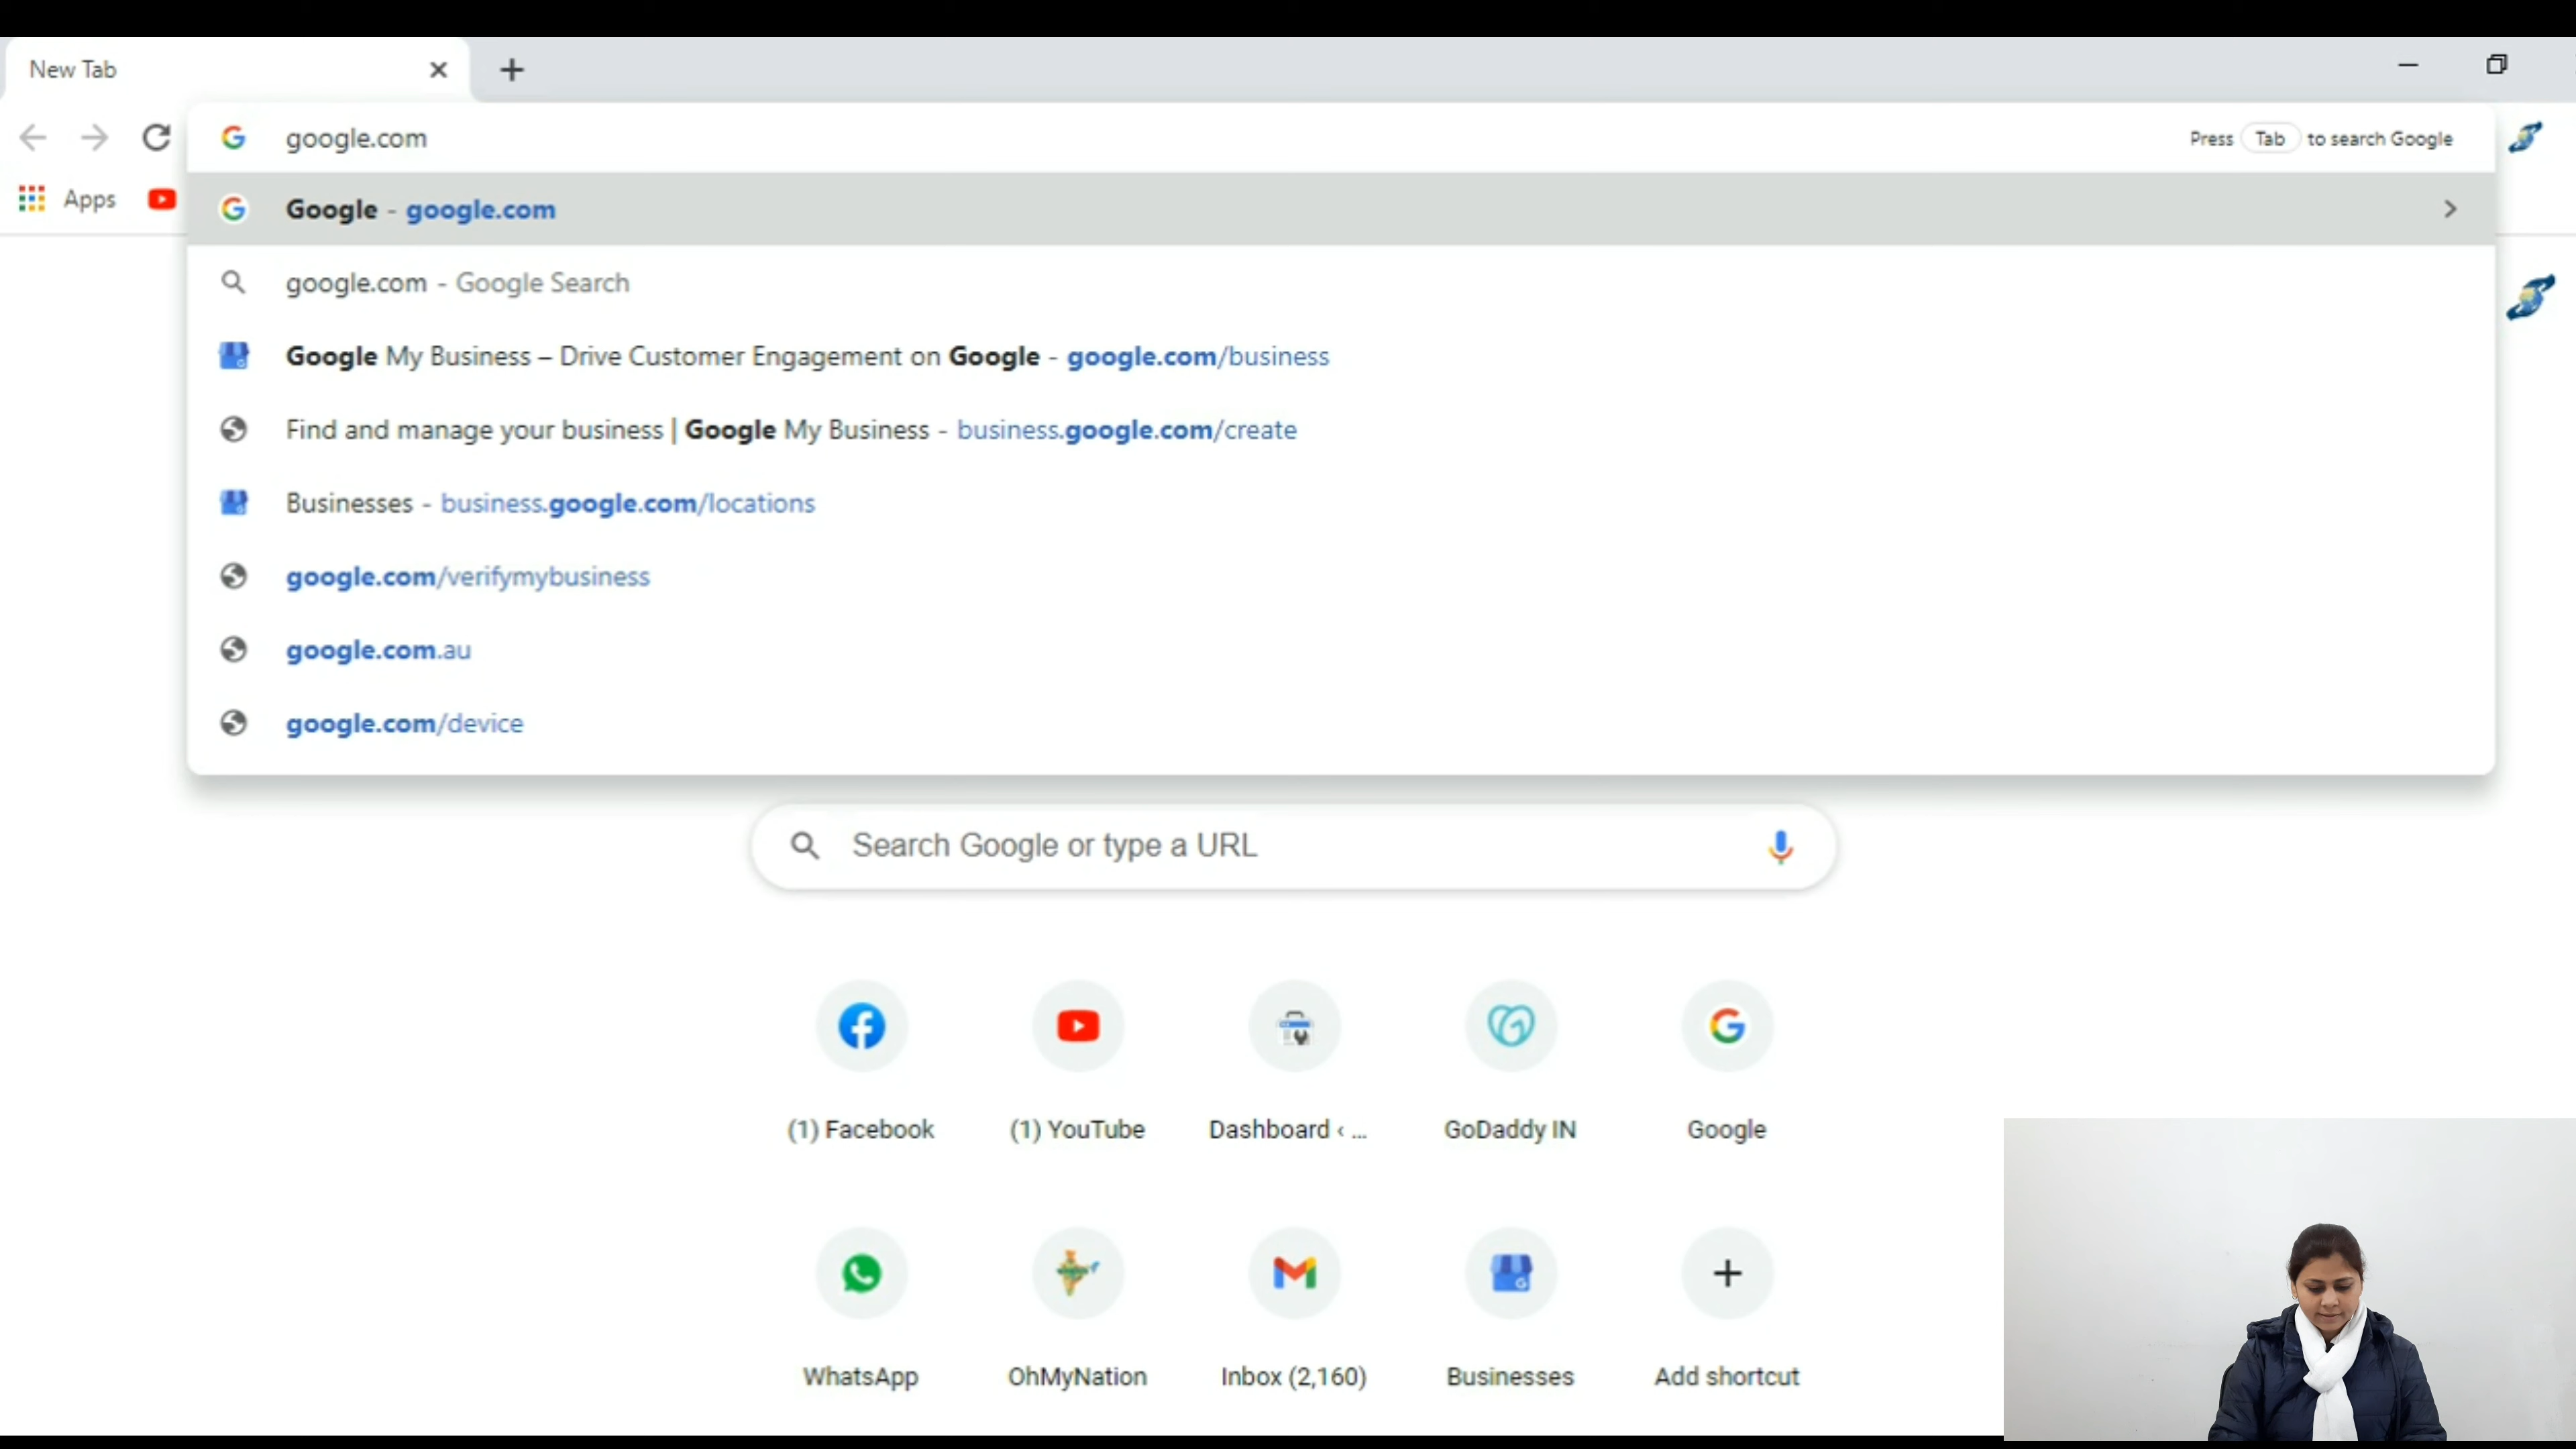 New Tab
google.com
Press Tab to search Google
Apps
Google - google.com
google.com - Google Search
Google My Business – Drive Customer Engagement on Google - google.com/business
Find and manage your business | Google My Business - business.google.com/create
Businesses - business.google.com/locations
google.com/verifymybusiness
google.com.au
google.com/device
Search Google or type a URL
(1) Facebook
(1) YouTube
Dashboard ‹ ...
GoDaddy IN
Google
WhatsApp
OhMyNation
Inbox (2,160)
Businesses
Add shortcut